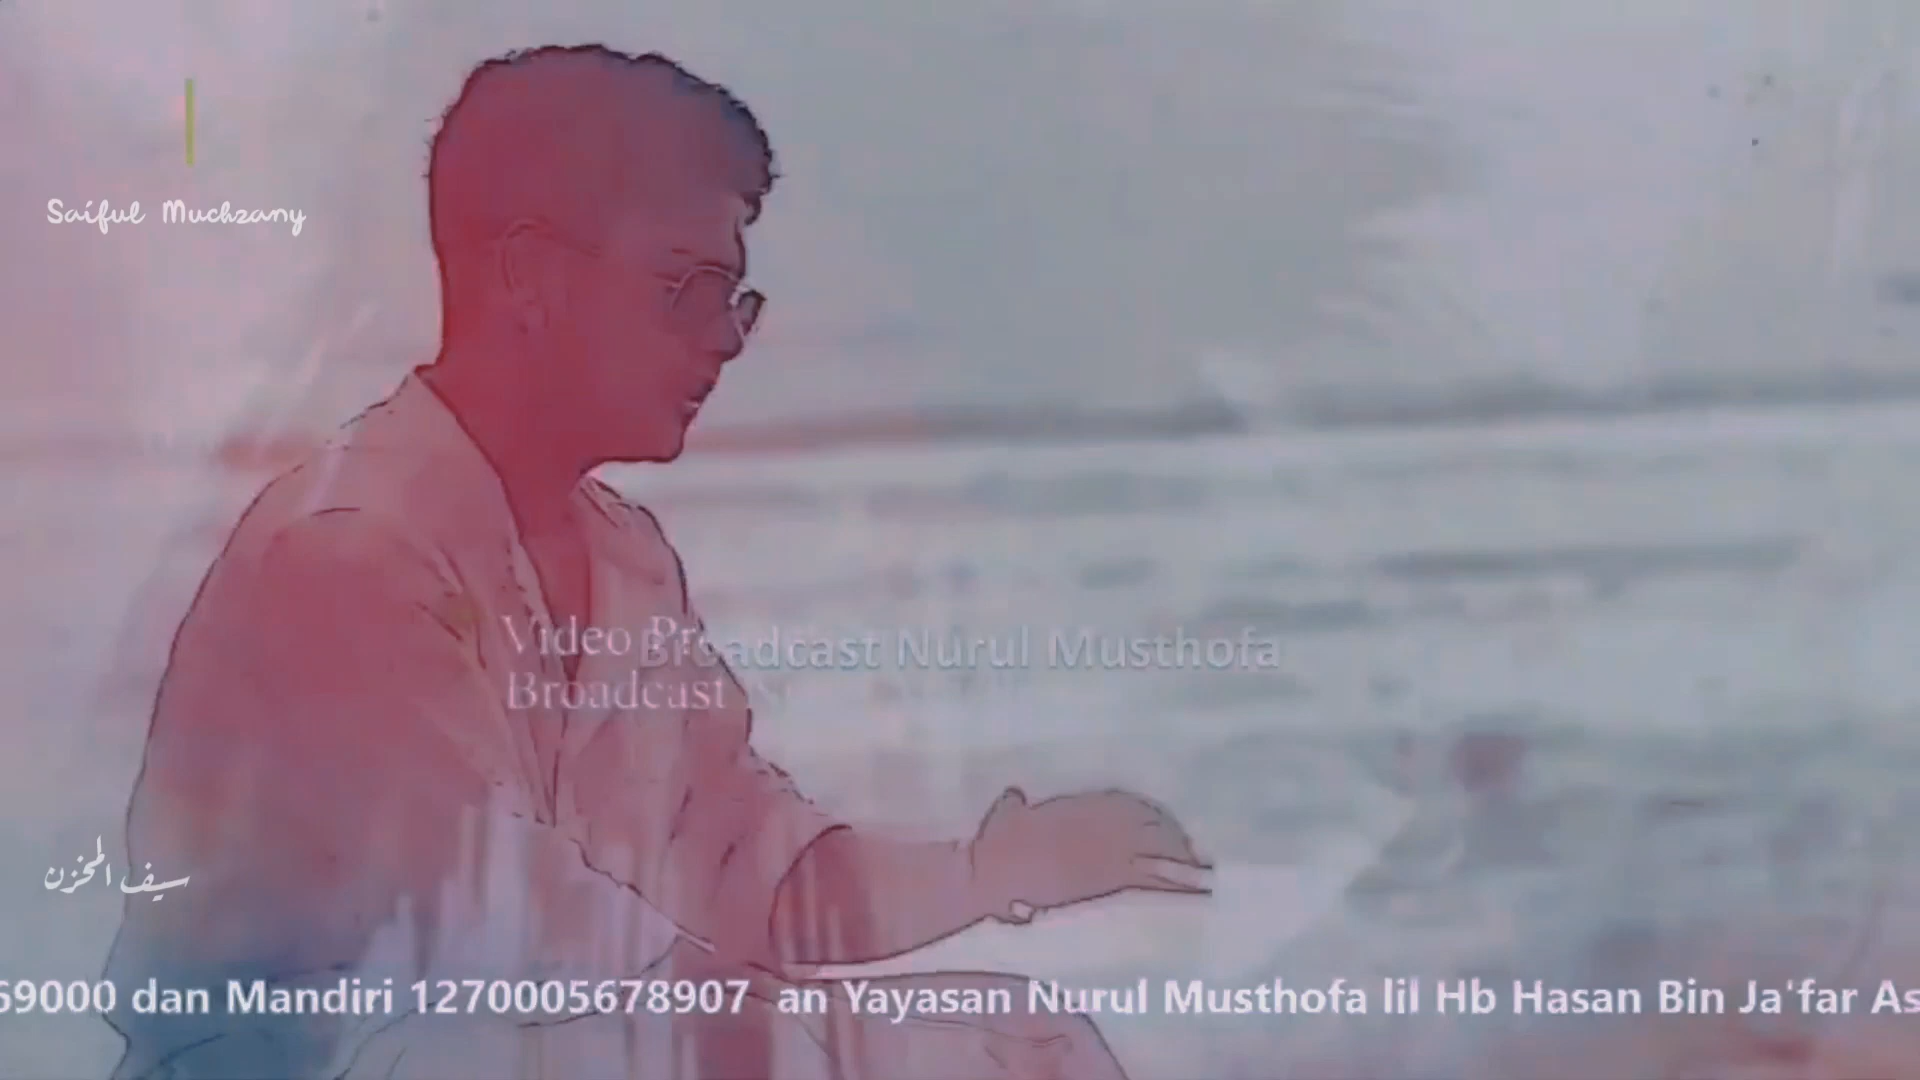 Saiful Muchzany
Video Pr
Broadcast Nurul Musthofa
Broadcast
سيف المخزن
69000 dan Mandiri 1270005678907 an Yayasan Nurul Musthofa lil Hb Hasan Bin Ja'far As